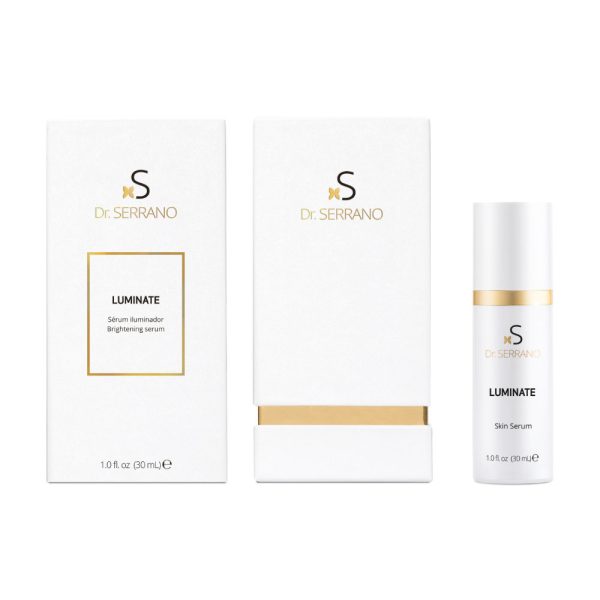 S
Dr. SERRANO
LUMINATE
Sérum iluminador
Brightening serum
1.0 fl. oz (30 mL) ℮
S
Dr. SERRANO
S
Dr. SERRANO
LUMINATE
Skin Serum
1.0 fl. oz (30 mL) ℮